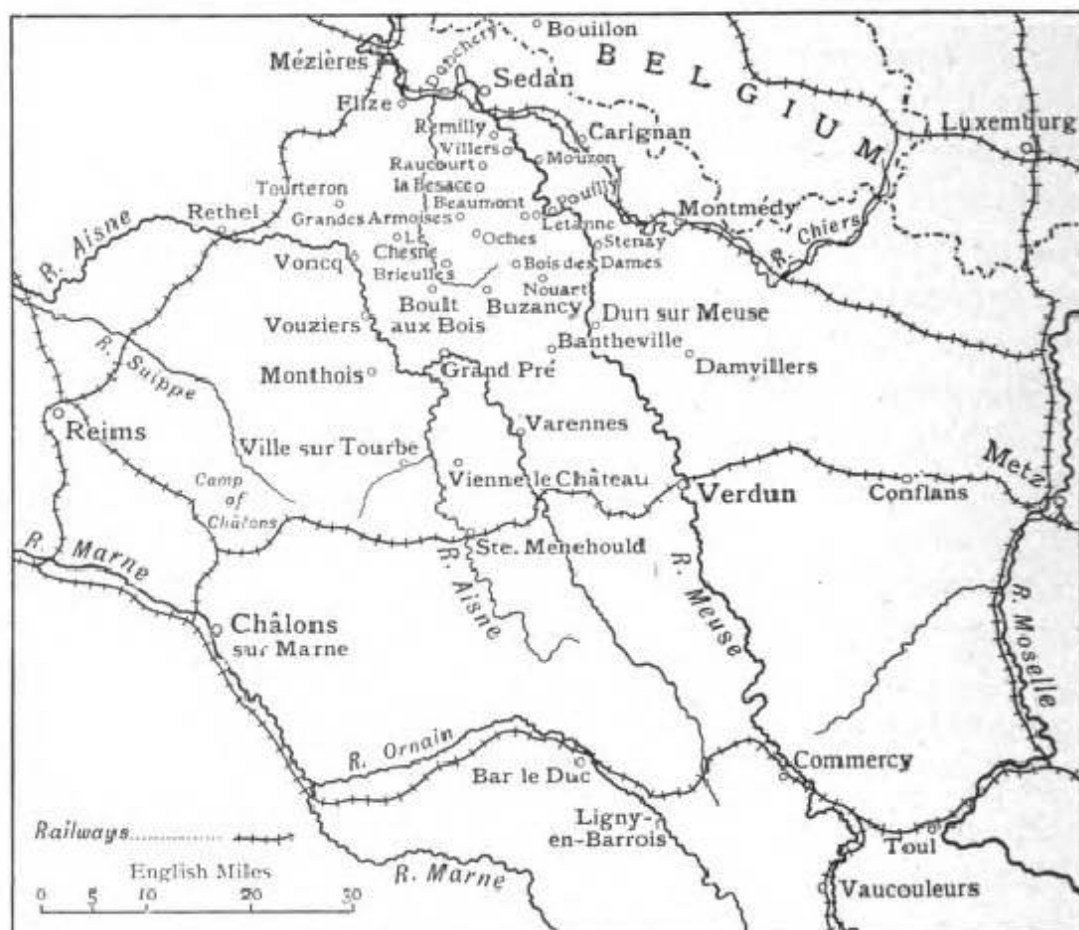 Bouillon
BELGIUM
Mézières
Donchery
Sedan
Flize
Luxemburg
Remilly
Carignan
Villers
Mouzon
Raucourt
la Besace
Pouilly
Tourteron
Beaumont
Rethel
Grandes Armoises
Letanne
Montmédy
R. Aisne
Le
Chesne
Oches
Stenay
R. Chiers
Voncq
Brieulles
Bois des Dames
Nouart
Boult
aux Bois
Buzancy
Vouziers
Dun sur Meuse
Bantheville
R. Suippe
Monthois
Grand Pré
Damvillers
Reims
Varennes
Ville sur Tourbe
Metz
Camp
of
Châlons
Vienne le Château
Verdun
Conflans
R. Marne
Ste. Menehould
R. Aisne
R. Meuse
R. Moselle
Châlons
sur Marne
R. Ornain
Bar le Duc
Commercy
Ligny-
en-Barrois
Railways
Toul
English Miles
R. Marne
Vaucouleurs
0 10 20 30